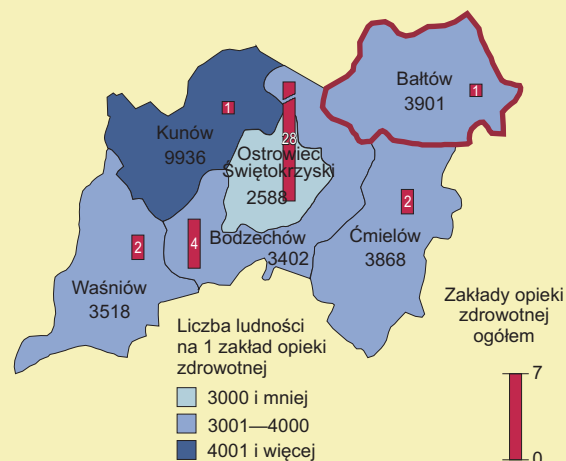 Bałtów
3901
1
1
Kunów
9936
28
Ostrowiec
Świętokrzyski
2588
2
4
2
Bodzechów
3402
Ćmielów
3868
Waśniów
3518
Liczba ludności
na 1 zakład opieki
zdrowotnej
3000 i mniej
3001—4000
4001 i więcej
Zakłady opieki
zdrowotnej
ogółem
7
0